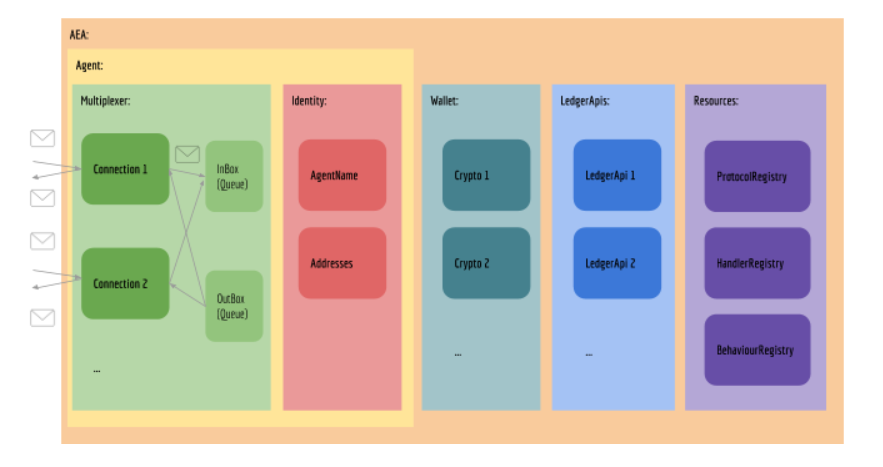 AEA:
Agent:
Multiplexer:
Identity:
Wallet:
LedgerApis:
Resources:
Connection 1
InBox
(Queue)
AgentName
Crypto 1
LedgerApi 1
ProtocolRegistry
Connection 2
OutBox
(Queue)
Addresses
Crypto 2
LedgerApi 2
HandlerRegistry
BehaviourRegistry
...
...
...